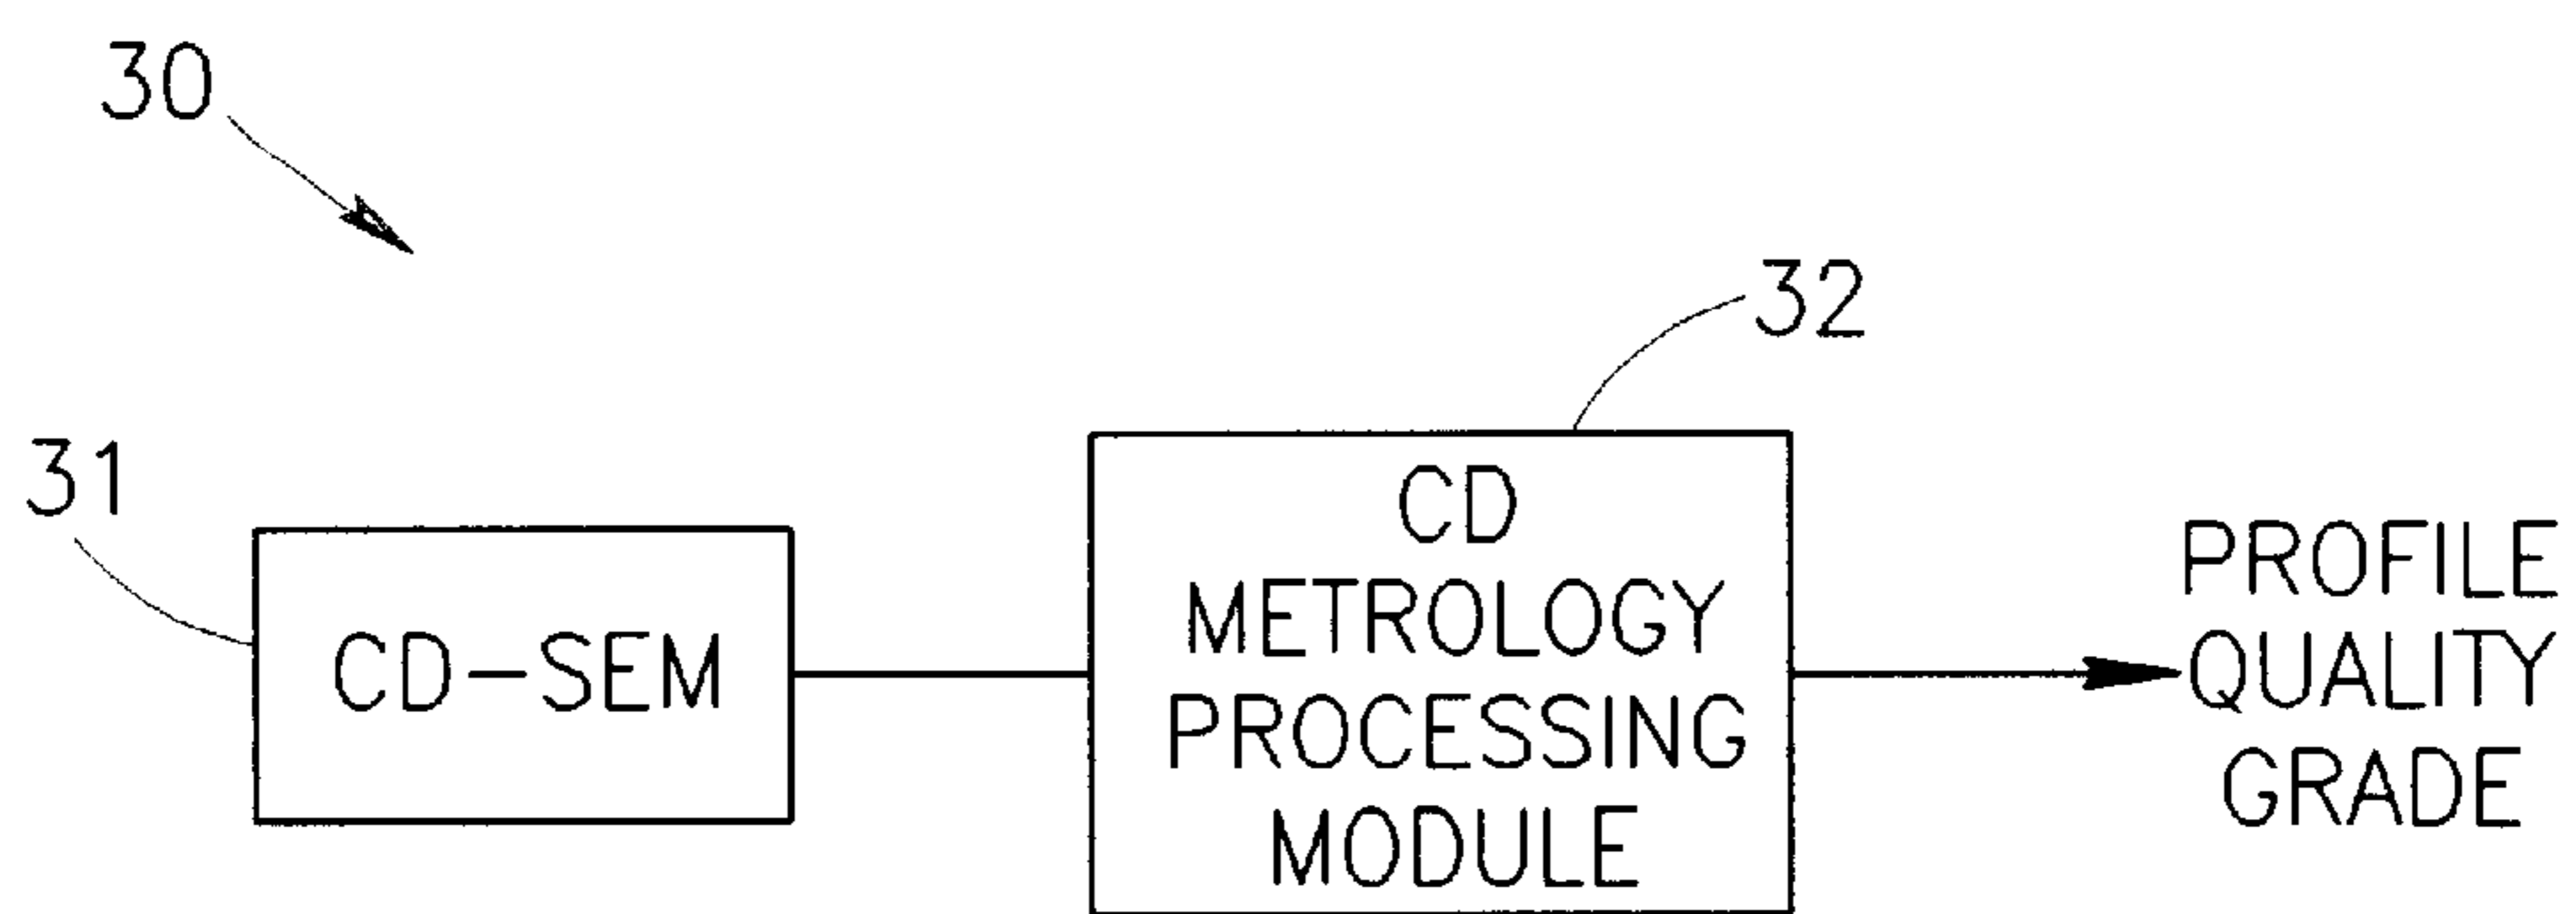 30
32
31
CD-SEM
CD
METROLOGY
PROCESSING
MODULE
PROFILE
QUALITY
GRADE